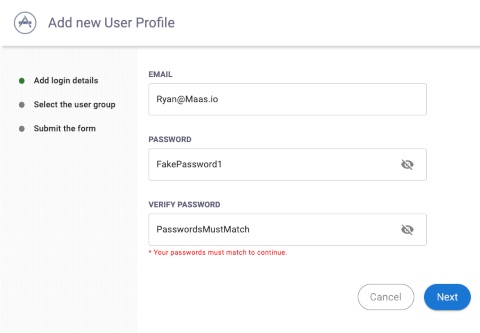 Add new User Profile
Add login details
Select the user group
Submit the form
EMAIL
Ryan@Maas.io
PASSWORD
FakePassword1
VERIFY PASSWORD
PasswordsMustMatch
* Your passwords must match to continue.
Cancel
Next